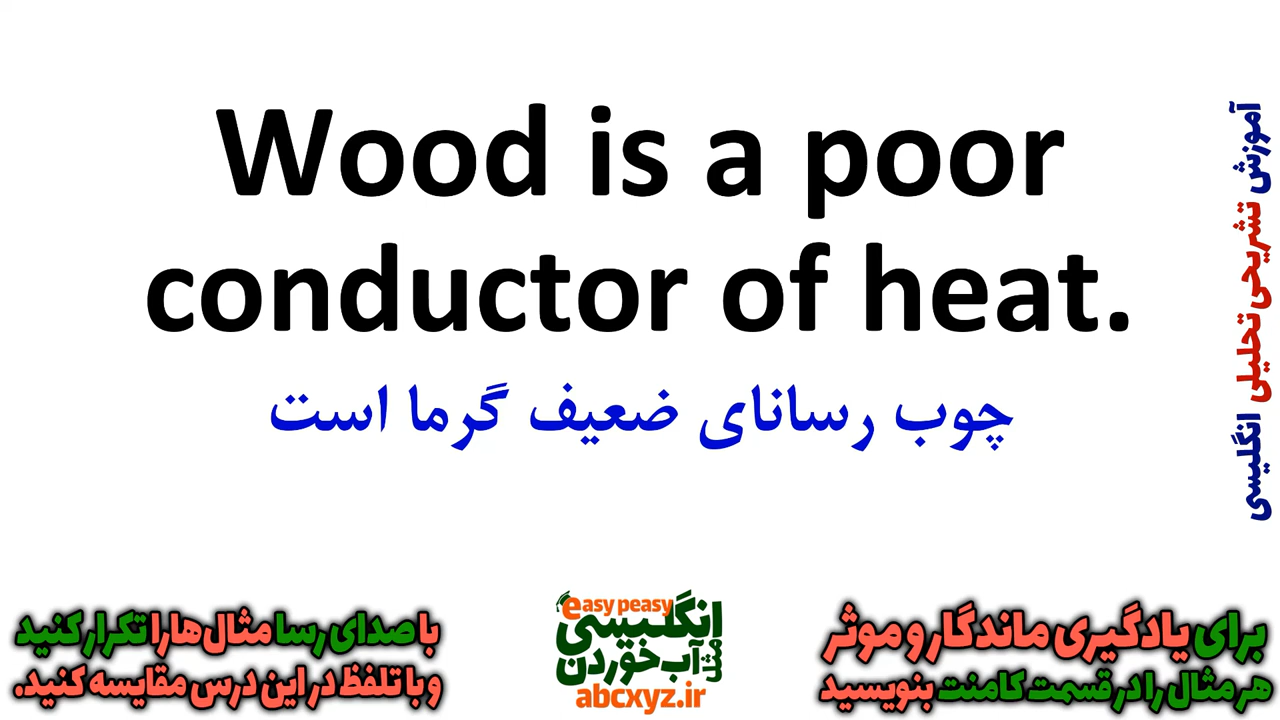 Wood is a poor
conductor of heat.
چوب رسانای ضعیف گرما است
آموزش تشریحی تحلیلی انگلیسی
برای یادگیری ماندگار و موثر
هر مثال را در قسمت کامنت بنویسید
easy peasy
انگلیسی
مثل آب خوردن
abcxyz.ir
با صدای رسا مثال‌ها را تکرار کنید
و با تلفظ در این درس مقایسه کنید.